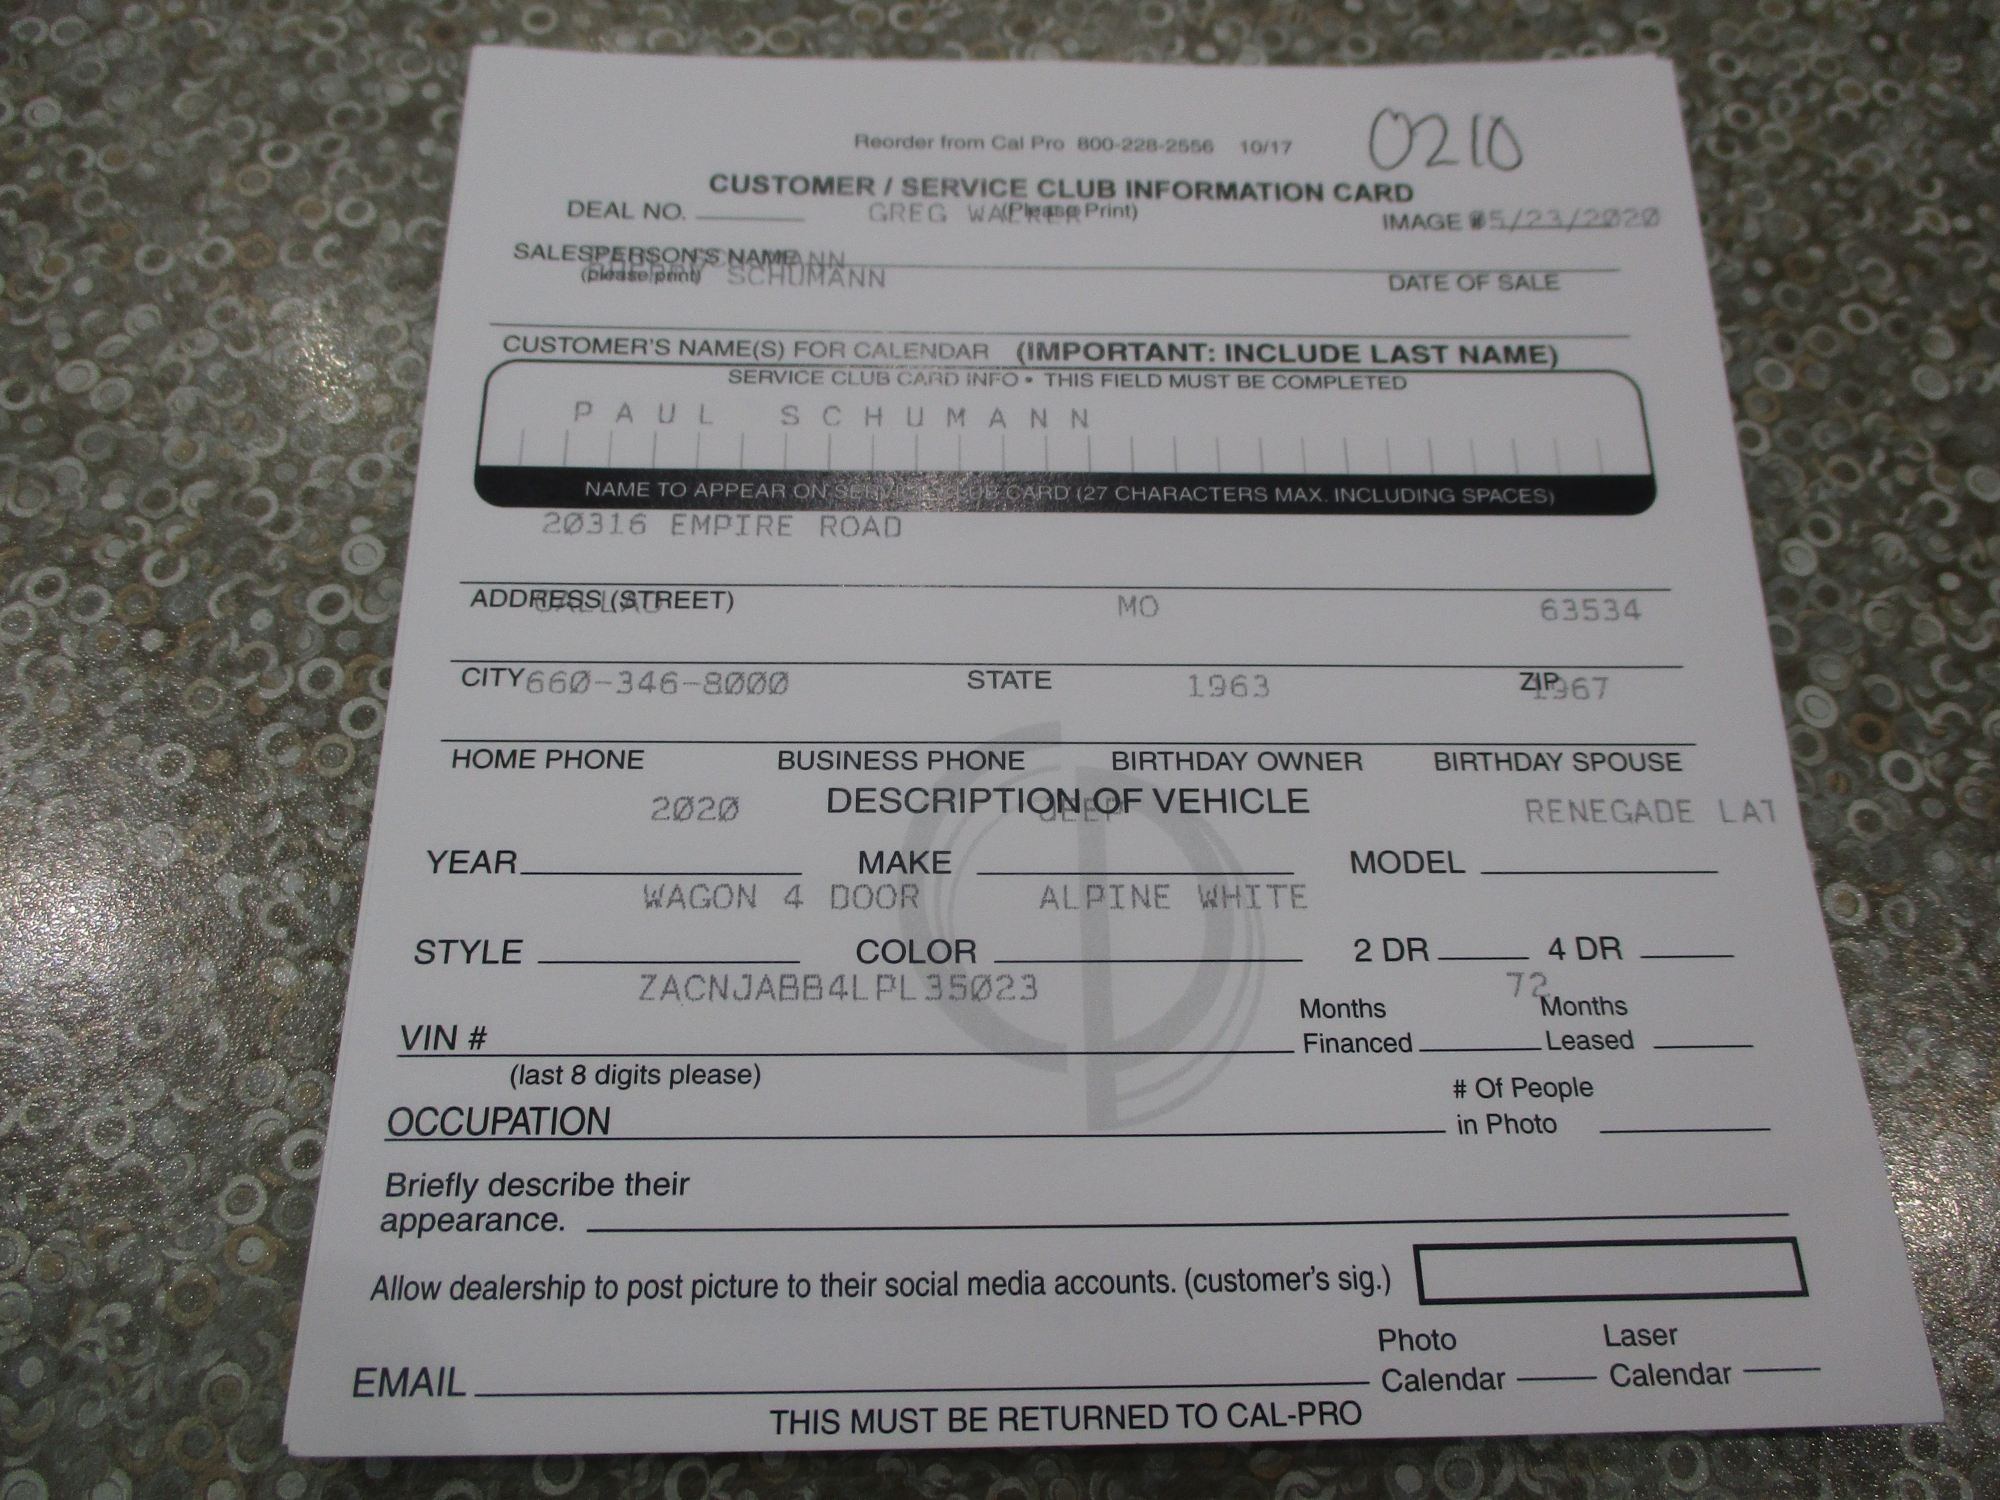 0210
Reorder from Cal Pro 800-228-2556 10/17
CUSTOMER / SERVICE CLUB INFORMATION CARD
DEAL NO. GREG WALKER (Please Print) IMAGE # 05/23/2020
SALESPERSON'S NAME SCHUMANN
(please print) SCHUMANN DATE OF SALE
CUSTOMER'S NAME(S) FOR CALENDAR (IMPORTANT: INCLUDE LAST NAME)
SERVICE CLUB CARD INFO • THIS FIELD MUST BE COMPLETED
PAUL SCHUMANN
NAME TO APPEAR ON SERVICE CLUB CARD (27 CHARACTERS MAX. INCLUDING SPACES)
20316 EMPIRE ROAD
ADDRESS (STREET) CALLAO MO 63534
CITY 660-346-8000 STATE 1963 ZIP 1967
HOME PHONE BUSINESS PHONE BIRTHDAY OWNER BIRTHDAY SPOUSE
DESCRIPTION OF VEHICLE
2020 JEEP RENEGADE LAT
YEAR MAKE MODEL
WAGON 4 DOOR ALPINE WHITE
STYLE COLOR 2 DR 4 DR
ZACNJABB4LPL35023 72
VIN # Months Financed Months Leased
(last 8 digits please)
OCCUPATION # Of People in Photo
Briefly describe their
appearance.
Allow dealership to post picture to their social media accounts. (customer's sig.)
EMAIL Photo Calendar Laser Calendar
THIS MUST BE RETURNED TO CAL-PRO